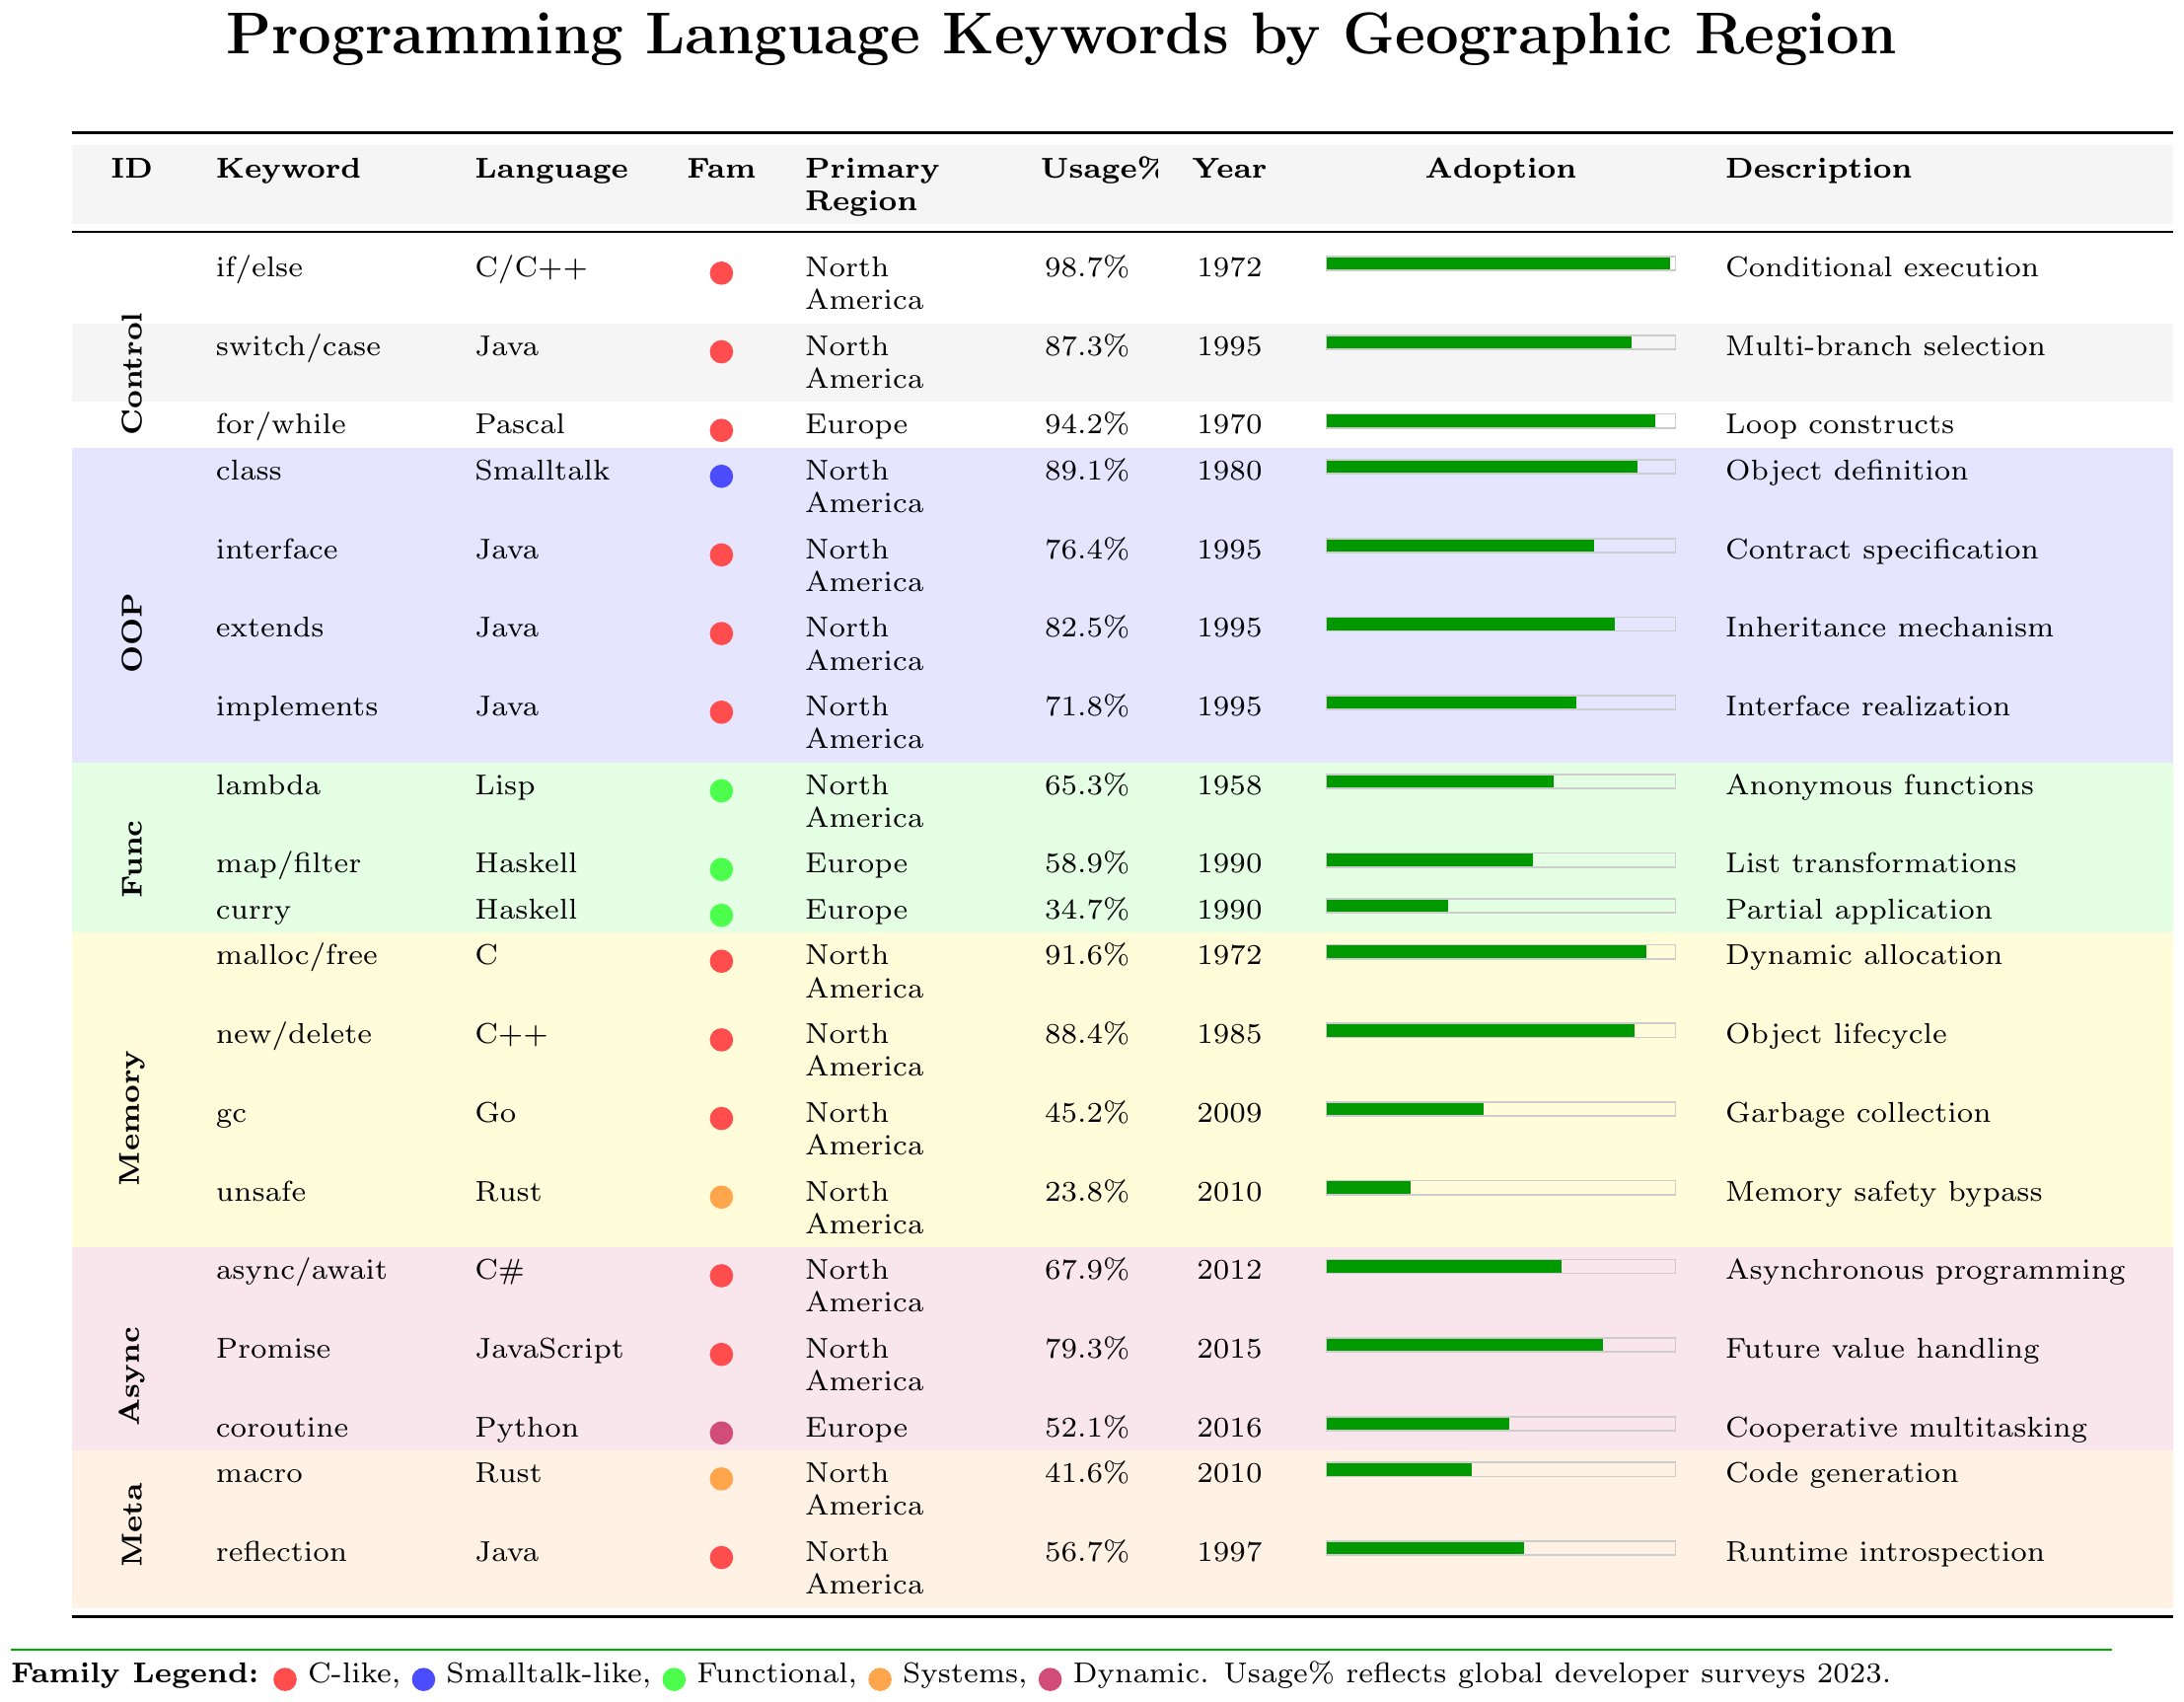 Programming Language Keywords by Geographic Region
ID Keyword Language Fam Primary Region Usage% Year Adoption Description
Control
if/else C/C++ North America 98.7% 1972 Conditional execution
switch/case Java North America 87.3% 1995 Multi-branch selection
for/while Pascal Europe 94.2% 1970 Loop constructs
OOP
class Smalltalk North America 89.1% 1980 Object definition
interface Java North America 76.4% 1995 Contract specification
extends Java North America 82.5% 1995 Inheritance mechanism
implements Java North America 71.8% 1995 Interface realization
Func
lambda Lisp North America 65.3% 1958 Anonymous functions
map/filter Haskell Europe 58.9% 1990 List transformations
curry Haskell Europe 34.7% 1990 Partial application
Memory
malloc/free C North America 91.6% 1972 Dynamic allocation
new/delete C++ North America 88.4% 1985 Object lifecycle
gc Go North America 45.2% 2009 Garbage collection
unsafe Rust North America 23.8% 2010 Memory safety bypass
Async
async/await C# North America 67.9% 2012 Asynchronous programming
Promise JavaScript North America 79.3% 2015 Future value handling
coroutine Python Europe 52.1% 2016 Cooperative multitasking
Meta
macro Rust North America 41.6% 2010 Code generation
reflection Java North America 56.7% 1997 Runtime introspection
Family Legend: C-like, Smalltalk-like, Functional, Systems, Dynamic. Usage% reflects global developer surveys 2023.